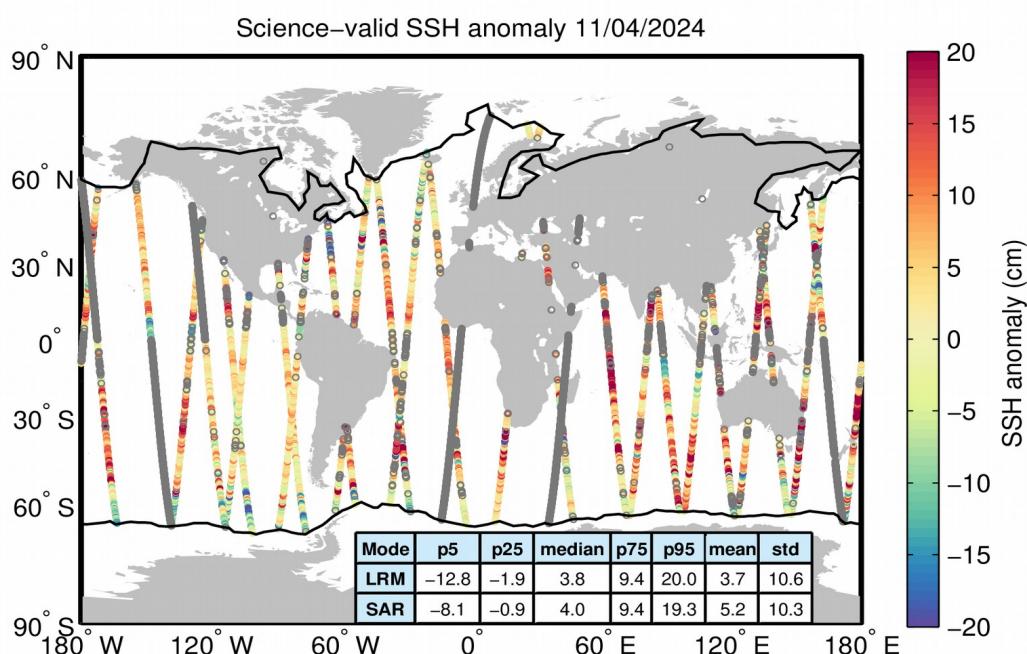 Science−valid SSH anomaly 11/04/2024
90° N
60° N
30° N
0°
30° S
60° S
90° S
180° W
120° W
60° W
0°
60° E
120° E
180° E
20
15
10
5
0
−5
−10
−15
−20
SSH anomaly (cm)
Mode p5 p25 median p75 p95 mean std
LRM −12.8 −1.9 3.8 9.4 20.0 3.7 10.6
SAR −8.1 −0.9 4.0 9.4 19.3 5.2 10.3